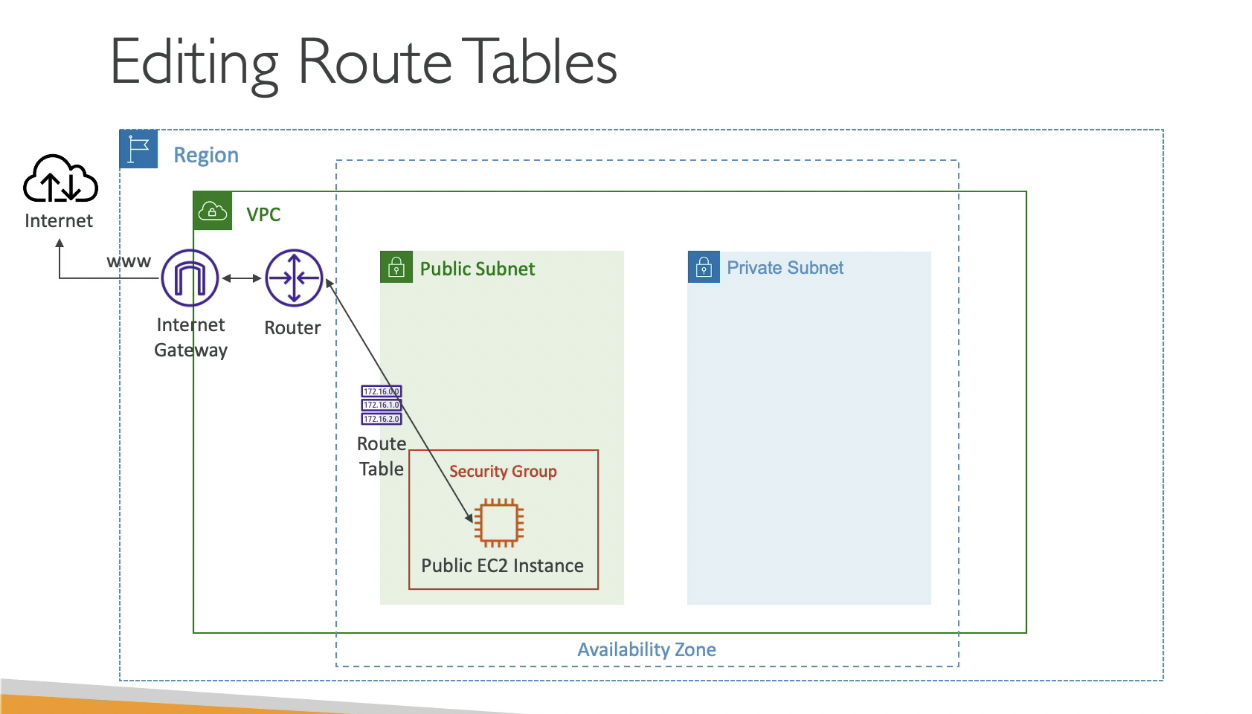 Editing Route Tables
Region
Internet
VPC
www
Internet
Gateway
Router
Public Subnet
Private Subnet
172.16.0.0
172.16.1.0
172.16.2.0
Route
Table
Security Group
Public EC2 Instance
Availability Zone